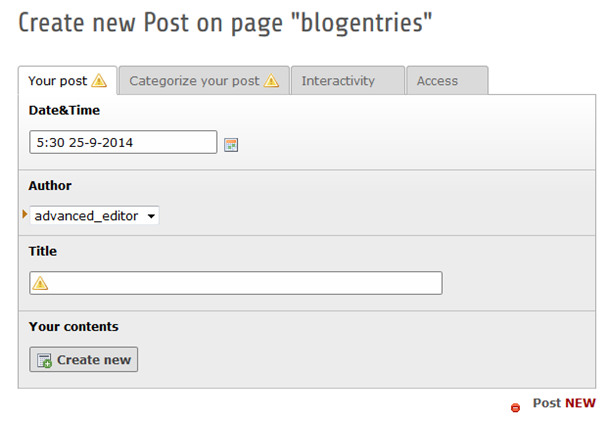 Create new Post on page "blogentries"
Your post Categorize your post Interactivity Access
Date&Time
5:30 25-9-2014
Author
advanced_editor
Title
Your contents
Create new
Post NEW